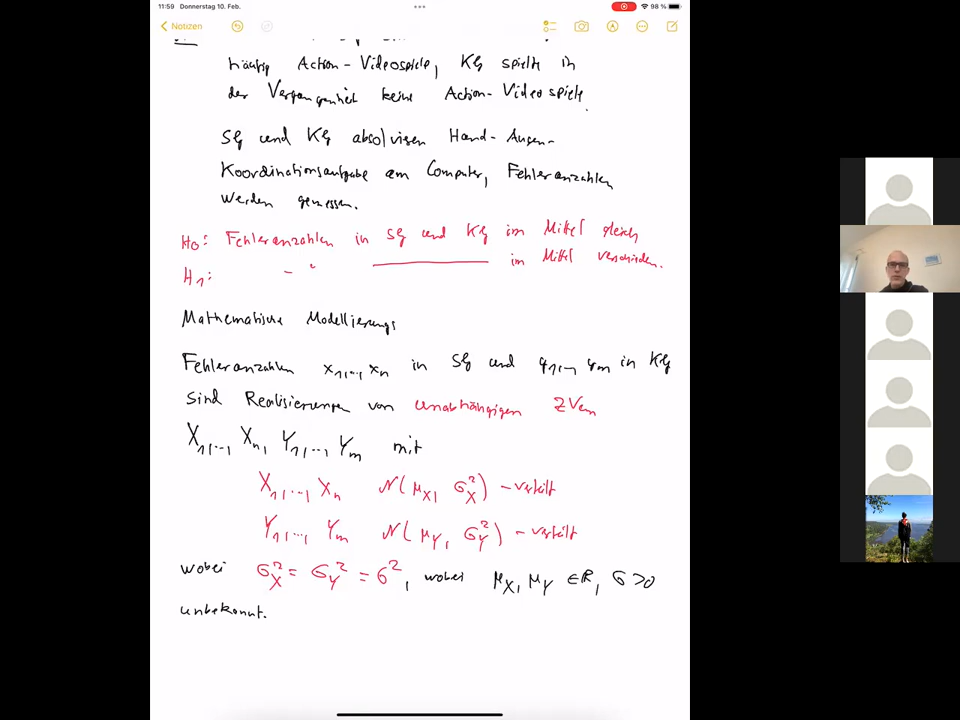 11:59 Donnerstag 10. Feb.
98 %
Notizen
häufig Action-Videospiele, KG spielte in
der Vergangenheit keine Action-Videospiele
SG und KG absolvieren Hand-Augen-
Koordinationsaufgabe am Computer, Fehleranzahlen
werden gemessen.
H0: Fehleranzahlen in SG und KG im Mittel gleich
H1: – " – im Mittel verschieden.
Mathematische Modellierung
Fehleranzahlen x1,...,xn in SG und y1,...,ym in KG
sind Realisierungen von unabhängigen ZVen
X1,..., Xn, Y1,..., Ym mit
X1,..., Xn N(μX, σX²) -verteilt
Y1,..., Ym N(μY, σY²) -verteilt
wobei σX² = σY² = σ², wobei μX, μY ∈ ℝ, σ > 0
unbekannt.